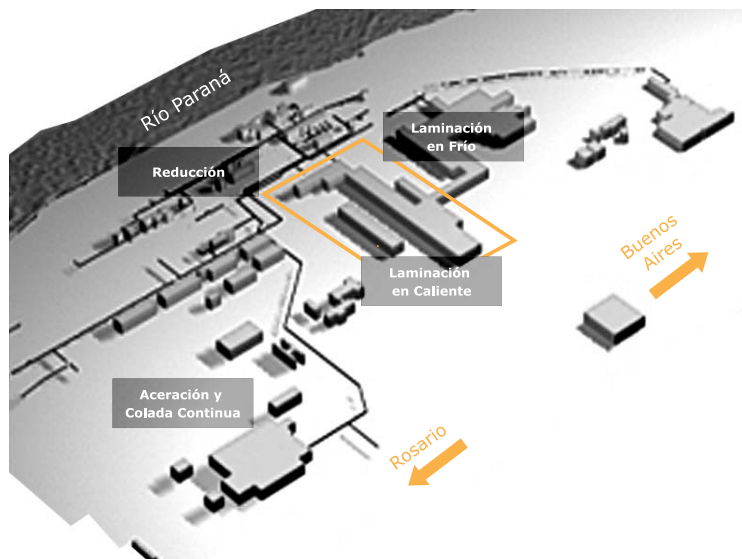 Río Paraná
Laminación
en Frío
Reducción
Buenos
Aires
Laminación
en Caliente
Aceración y
Colada Continua
Rosario